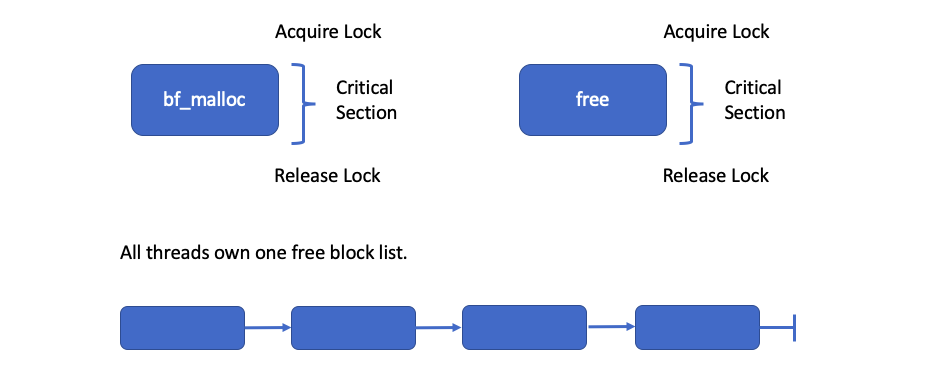 Acquire Lock
bf_malloc
Critical
Section
Release Lock
Acquire Lock
free
Critical
Section
Release Lock
All threads own one free block list.